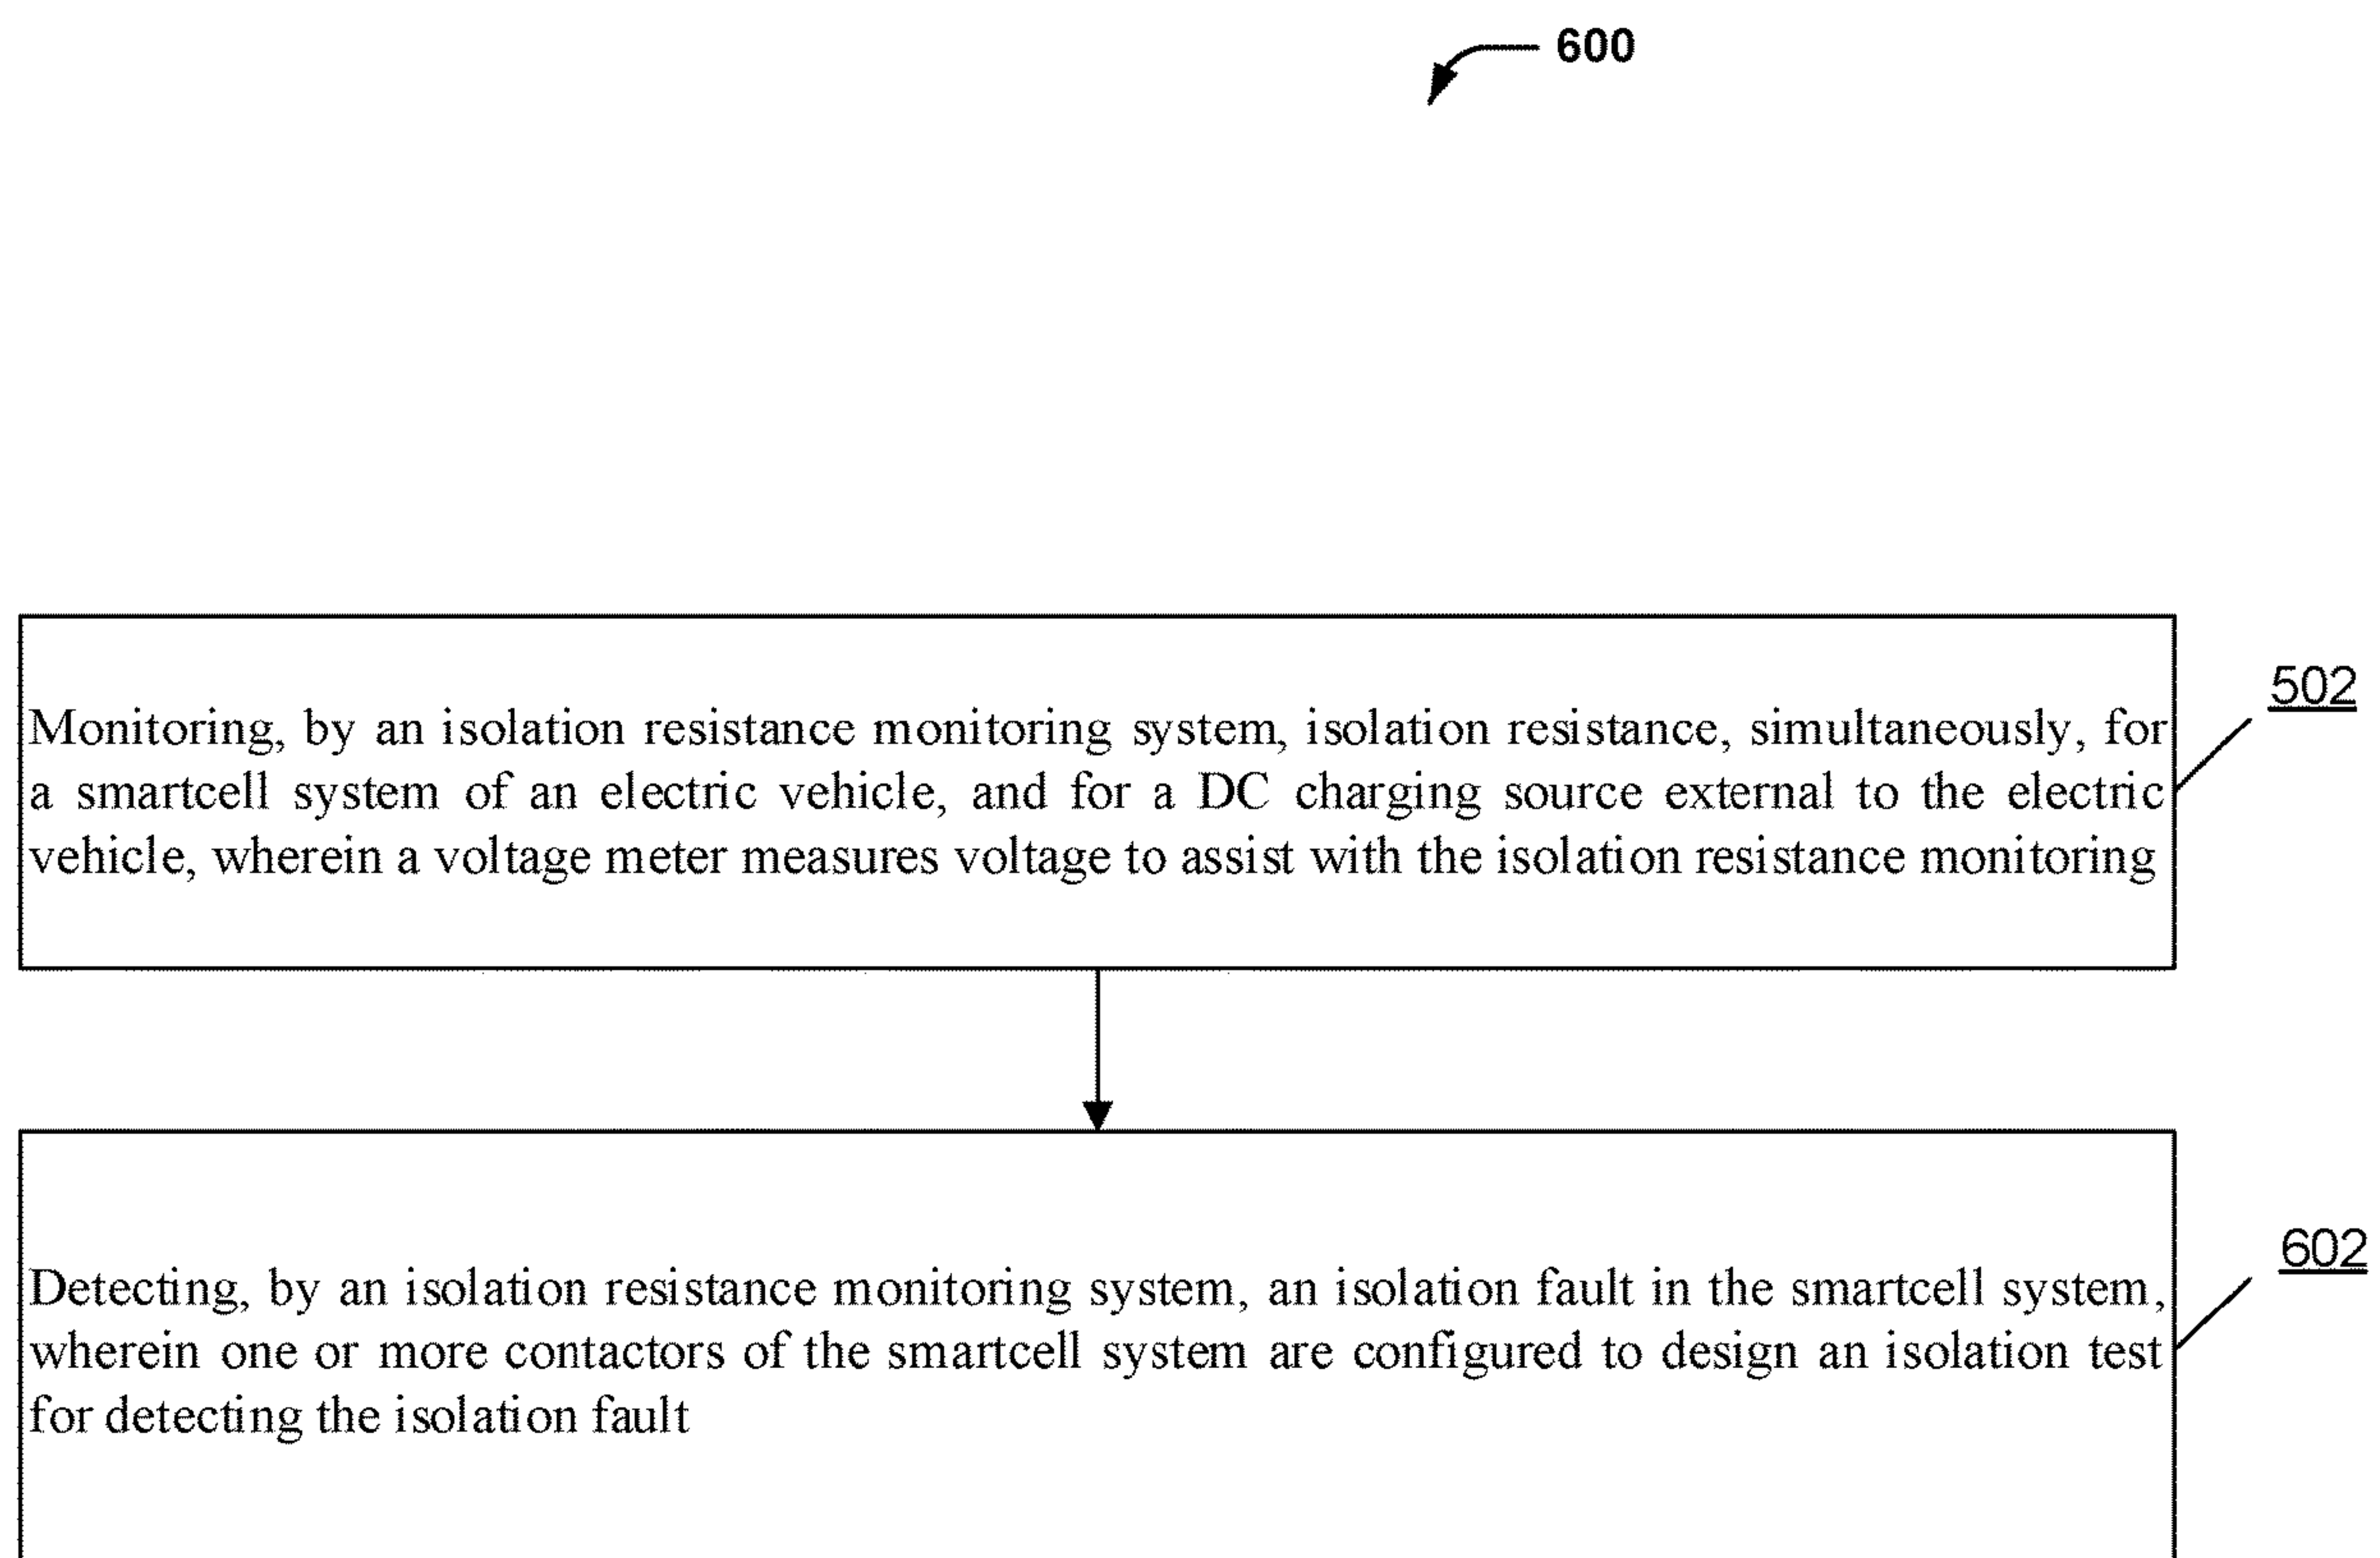 600
Monitoring, by an isolation resistance monitoring system, isolation resistance, simultaneously, for
502
a smartcell system of an electric vehicle, and for a DC charging source external to the electric
vehicle, wherein a voltage meter measures voltage to assist with the isolation resistance monitoring
Detecting, by an isolation resistance monitoring system, an isolation fault in the smartcell system,
602
wherein one or more contactors of the smartcell system are configured to design an isolation test
for detecting the isolation fault